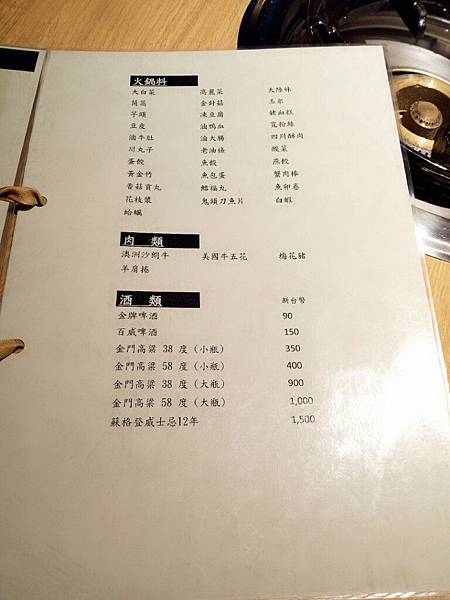 火鍋料
大白菜 高麗菜 大陸妹
茼蒿 金針菇 玉米
芋頭 凍豆腐 豬血糕
豆皮 滷鴨血 寬粉絲
滷牛肚 滷大腸 四川酥肉
川丸子 老油條 酸菜
蛋餃 魚餃 燕餃
黃金竹 魚包蛋 蟹肉棒
香菇貢丸 鱈福丸 魚卵卷
花枝漿 鬼頭刀魚片 白蝦
蛤蠣
肉 類
澳洲沙朗牛 美國牛五花 梅花豬
羊肩捲
酒 類 新台幣
金牌啤酒 90
百威啤酒 150
金門高粱 38 度（小瓶） 350
金門高粱 58 度（小瓶） 400
金門高粱 38 度（大瓶） 900
金門高粱 58 度（大瓶） 1,000
蘇格登威士忌12年 1,500